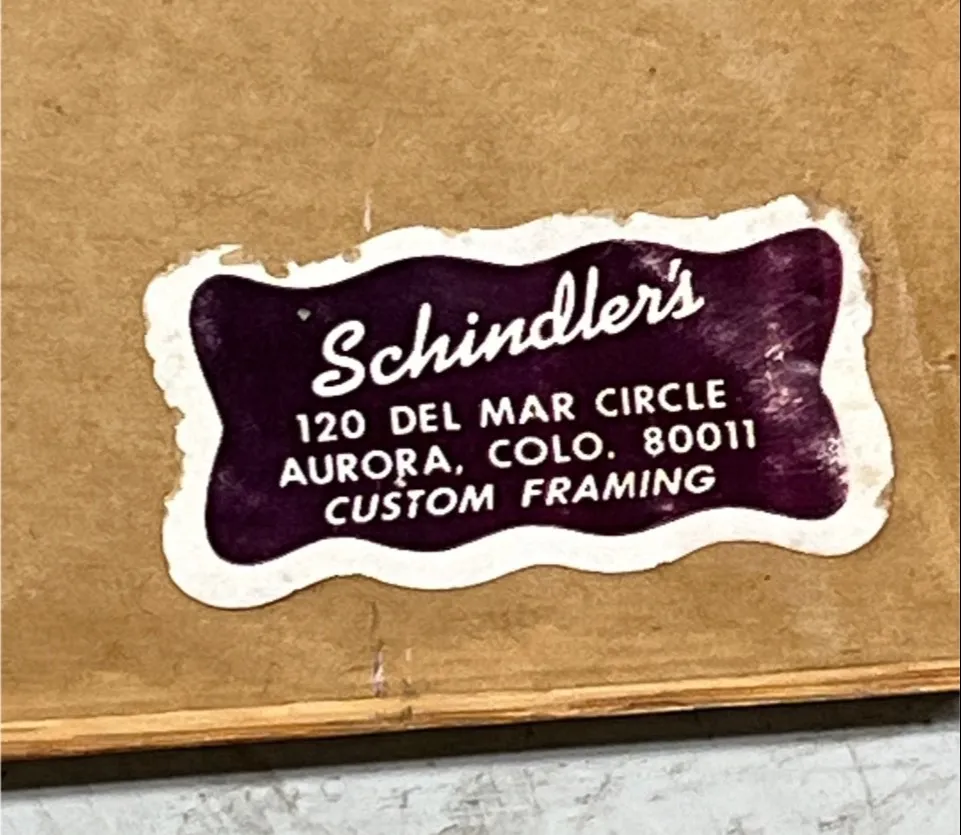 Schindler's
120 DEL MAR CIRCLE
AURORA, COLO. 80011
CUSTOM FRAMING